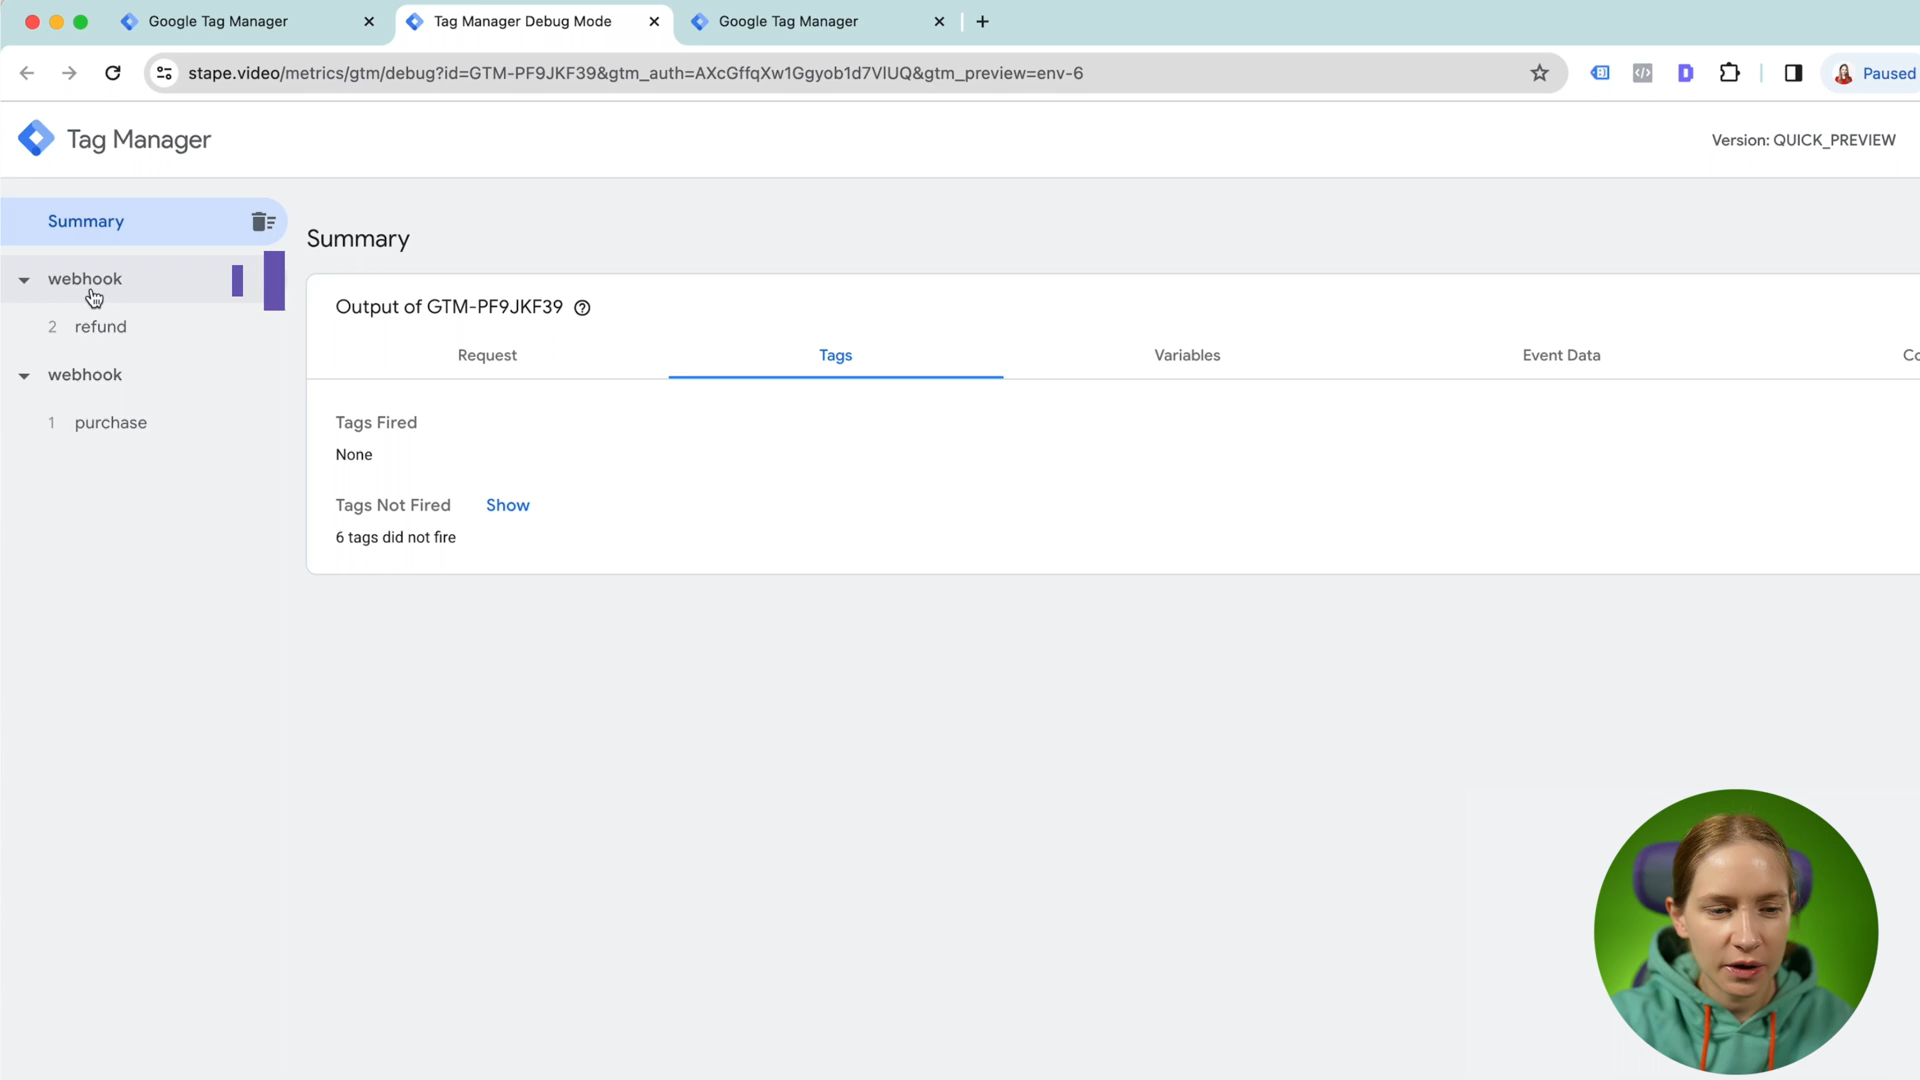 Google Tag Manager
Tag Manager Debug Mode
Google Tag Manager
stape.video/metrics/gtm/debug?id=GTM-PF9JKF39&gtm_auth=AXcGffqXw1Ggyob1d7VlUQ&gtm_preview=env-6
Paused
Tag Manager
Version: QUICK_PREVIEW
Summary
webhook
2 refund
webhook
1 purchase
Summary
Output of GTM-PF9JKF39
Request
Tags
Variables
Event Data
Co
Tags Fired
None
Tags Not Fired Show
6 tags did not fire